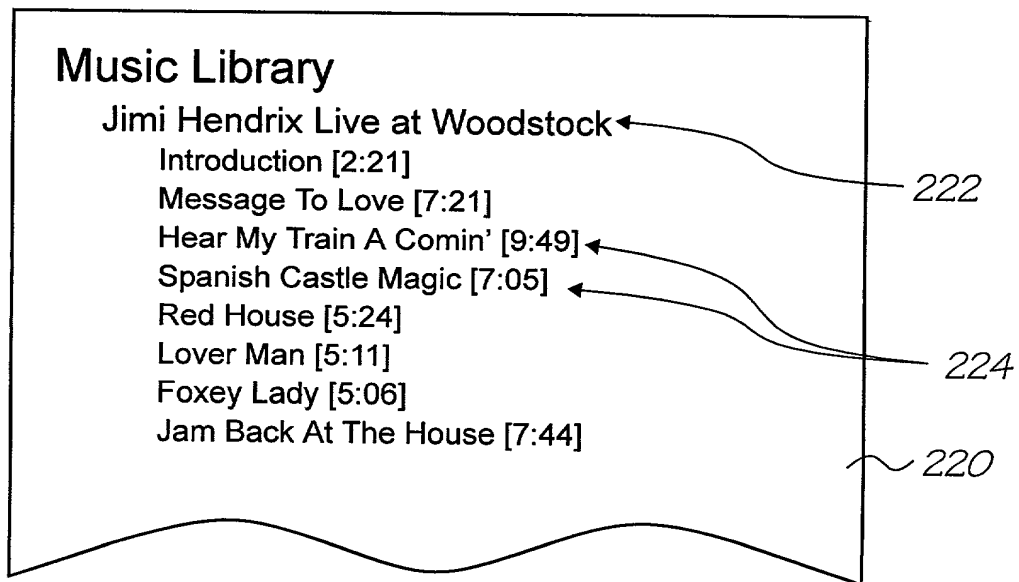 Music Library
Jimi Hendrix Live at Woodstock
222
Introduction [2:21]
Message To Love [7:21]
Hear My Train A Comin' [9:49]
Spanish Castle Magic [7:05]
Red House [5:24]
224
Lover Man [5:11]
Foxey Lady [5:06]
Jam Back At The House [7:44]
220